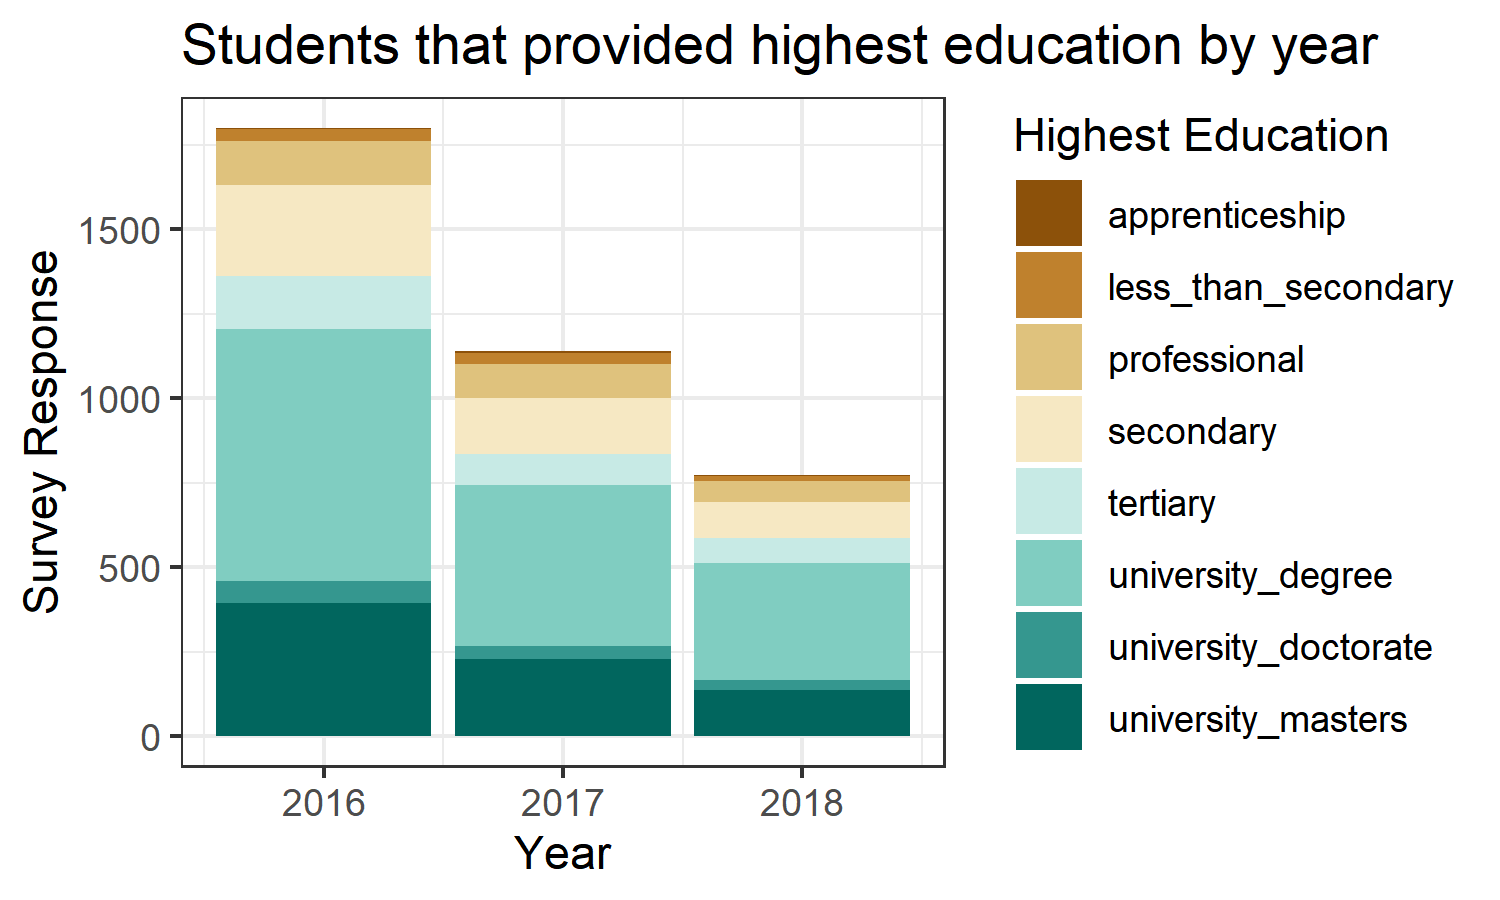 Students that provided highest education by year
Survey Response
1500
1000
500
0
2016 2017 2018
Year
Highest Education
apprenticeship
less_than_secondary
professional
secondary
tertiary
university_degree
university_doctorate
university_masters